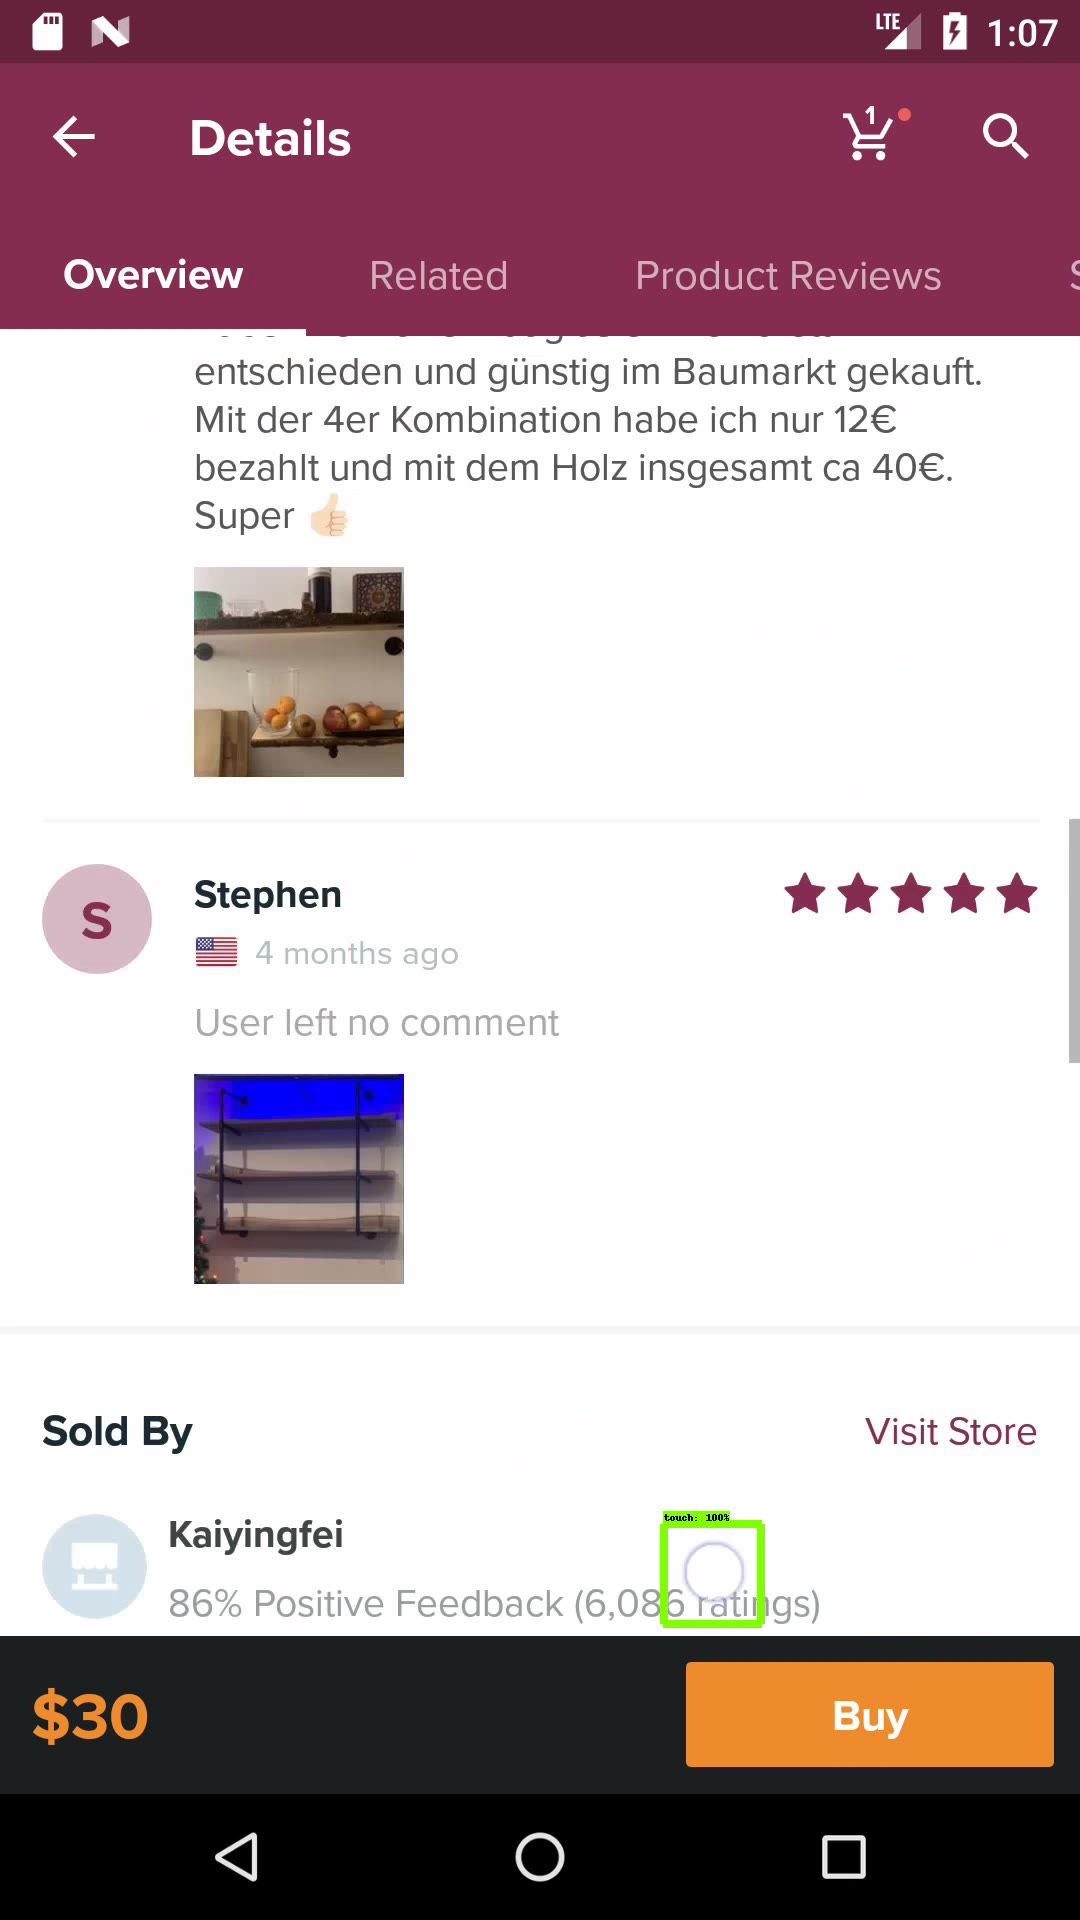 LTE 1:07
Details 1
Overview Related Product Reviews
entschieden und günstig im Baumarkt gekauft.
Mit der 4er Kombination habe ich nur 12€
bezahlt und mit dem Holz insgesamt ca 40€.
Super 👍🏻
S
Stephen
4 months ago
User left no comment
Sold By Visit Store
Kaiyingfei
touch: 100%
86% Positive Feedback (6,086 ratings)
$30 Buy